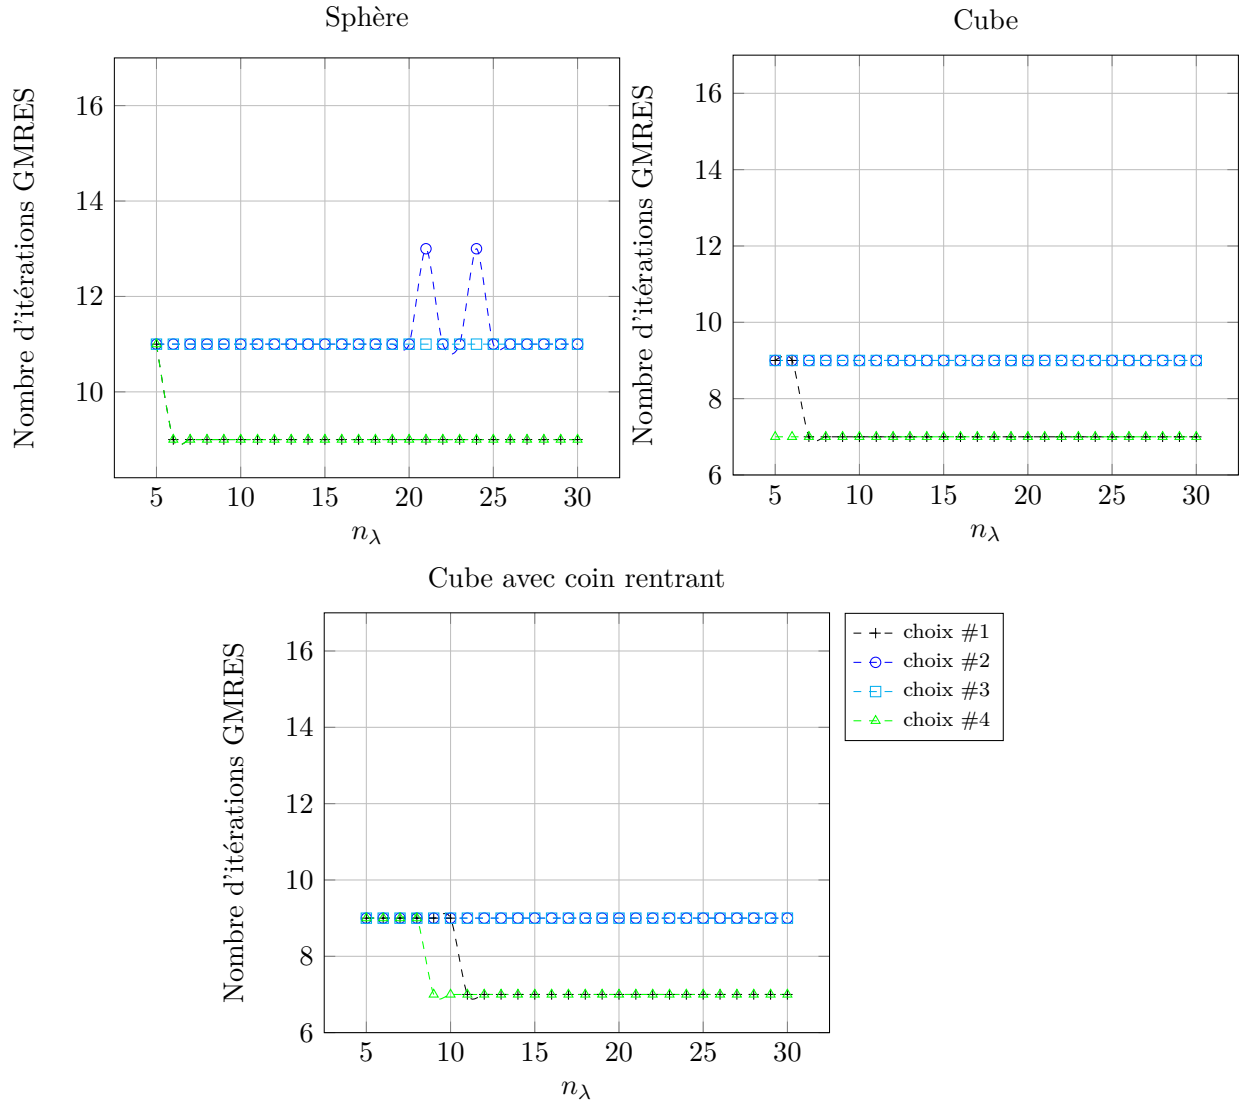 Sphère
Nombre d'itérations GMRES
16
14
12
10
5 10 15 20 25 30
n_λ
Cube
Nombre d'itérations GMRES
16
14
12
10
8
6
5 10 15 20 25 30
n_λ
Cube avec coin rentrant
Nombre d'itérations GMRES
16
14
12
10
8
6
5 10 15 20 25 30
n_λ
choix #1
choix #2
choix #3
choix #4